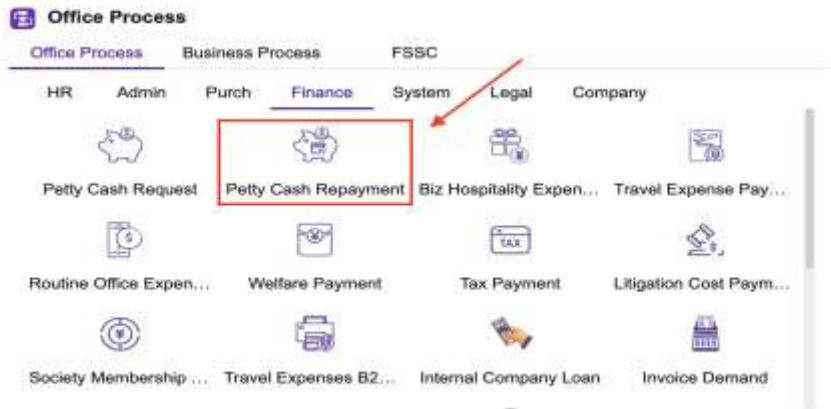 Office Process
Office Process Business Process FSSC
HR Admin Purch Finance System Legal Company
Petty Cash Request Petty Cash Repayment Biz Hospitality Expen... Travel Expense Pay...
TAX
Routine Office Expen... Welfare Payment Tax Payment Litigation Cost Paym...
Society Membership ... Travel Expenses B2... Internal Company Loan Invoice Demand